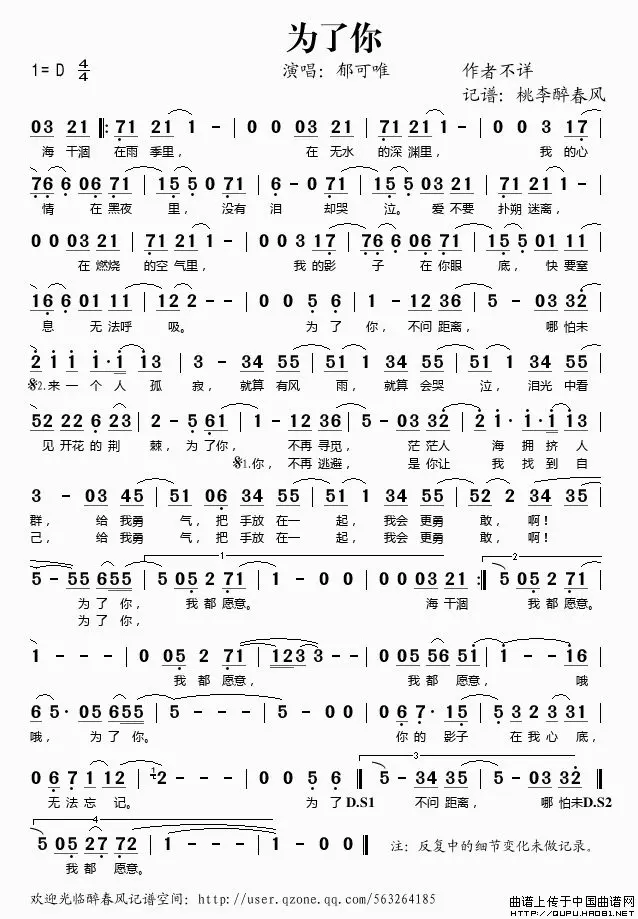 为了你
1= D 4/4 演唱：郁可唯 作者不详
记谱：桃李醉春风
03 21 ‖: 71 21 1 - | 0 0 03 21 | 71 21 1 - | 0 0 3 17 |
海 干涸 在雨 季里， 在 无水 的深 渊里， 我 的心
76 6 06 71 | 15 5 0 71 | 6 - 0 71 | 15 5 03 21 | 71 21 1 - |
情 在 黑夜 里， 没有 泪 却哭 泣。 爱 不要 扑朔 迷离，
0 0 03 21 | 71 21 1 - | 0 0 3 17 | 76 6 06 71 | 15 5 01 11 |
在 燃烧 的空 气里， 我 的影 子 在 你眼 底， 快 要窒
16 6 01 11 | 12 2 - | 0 0 5 6 | 1 - 12 36 | 5 - 03 32 |
息 无 法呼 吸。 为 了 你， 不问 距离， 哪 怕未
2 1 1 1·1 13 | 3 - 34 55 | 51 1 34 55 | 51 1 34 55 |
𝄋2.来 一 个 人 孤 寂， 就算 有风 雨， 就算 会哭 泣， 泪光 中看
52 22 6 23 | 2 - 5 61 | 1 - 12 36 | 5 - 03 32 | 2 1· 1·1 11 |
见 开花 的 荆 棘， 为 了你， 不再 寻觅， 茫 茫人 海 拥 挤 人
𝄋1.你， 不再 逃避， 是 你让 我 找 到 自
3 - 03 45 | 51 06 34 55 | 51 1 34 55 | 52 2 34 35 |
群， 给 我勇 气， 把 手放 在一 起， 我会 更勇 敢， 啊！
己， 给 我勇 气， 把 手放 在一 起， 我会 更勇 敢， 啊！
1 2
5 - 55 655 | 5 05 2 71 | 1 - 0 0 | 0 0 03 21 :‖ 5 05 2 71 |
为了 你， 我 都 愿意。 海 干涸 我 都 愿意。
为了 你，
1 - - - | 0 05 2 71 | 123 3 - - | 0 05 56 51 | 1 - - 16 |
我 都 愿意， 我 都 愿意， 哦
6 5· 05 655 | 5 - - - | 5 - 0 0 | 06 7· 15 | 5 32 3 31 |
哦， 为 了 你。 你 的 影子 在 我 心 底，
3
06 7 1 12 | 2 - - | 0 0 5 6 | 5 - 34 35 | 5 - 03 32 ‖
无 法 忘 记。 为 了 D.S1 不问 距离， 哪 怕未 D.S2
4
5 05 27 72 | 1 - - - | 1 - 0 0 ‖ 注：反复中的细节变化未做记录。
我 都 愿意。
欢迎光临醉春风记谱空间：http://user.qzone.qq.com/563264185
曲谱上传于中国曲谱网
http://QUPU.HAO81.NET